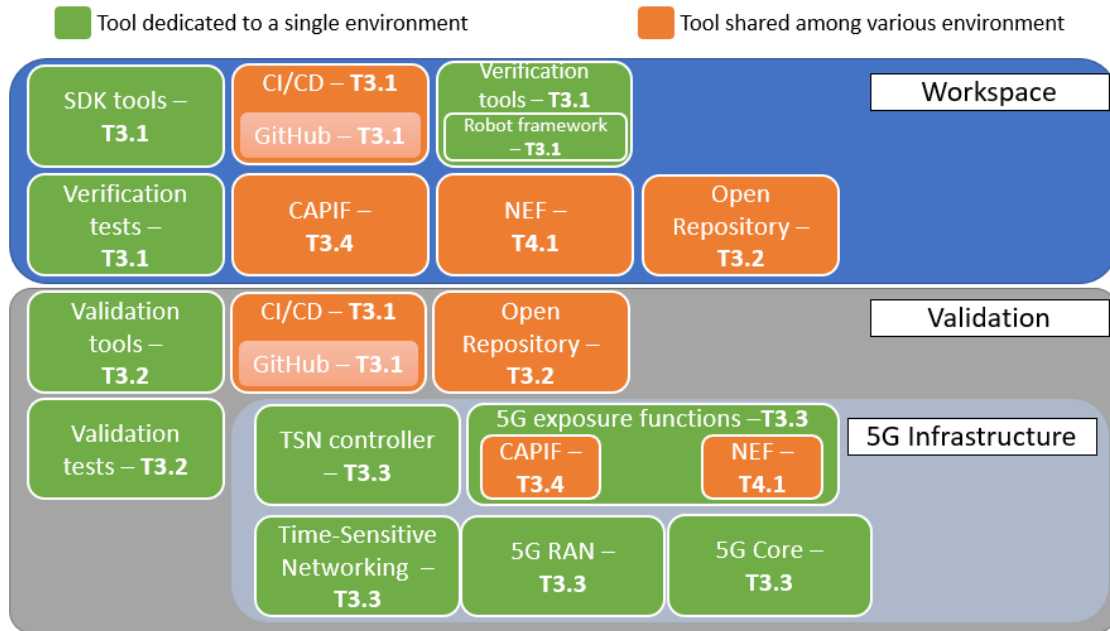 Tool dedicated to a single environment
Tool shared among various environment
Workspace
SDK tools –
T3.1
CI/CD – T3.1
GitHub – T3.1
Verification
tools – T3.1
Robot framework
– T3.1
Verification
tests –
T3.1
CAPIF –
T3.4
NEF –
T4.1
Open
Repository –
T3.2
Validation
Validation
tools –
T3.2
CI/CD – T3.1
GitHub – T3.1
Open
Repository –
T3.2
Validation
tests – T3.2
5G Infrastructure
TSN controller
– T3.3
5G exposure functions –T3.3
CAPIF –
T3.4
NEF –
T4.1
Time-Sensitive
Networking –
T3.3
5G RAN –
T3.3
5G Core –
T3.3